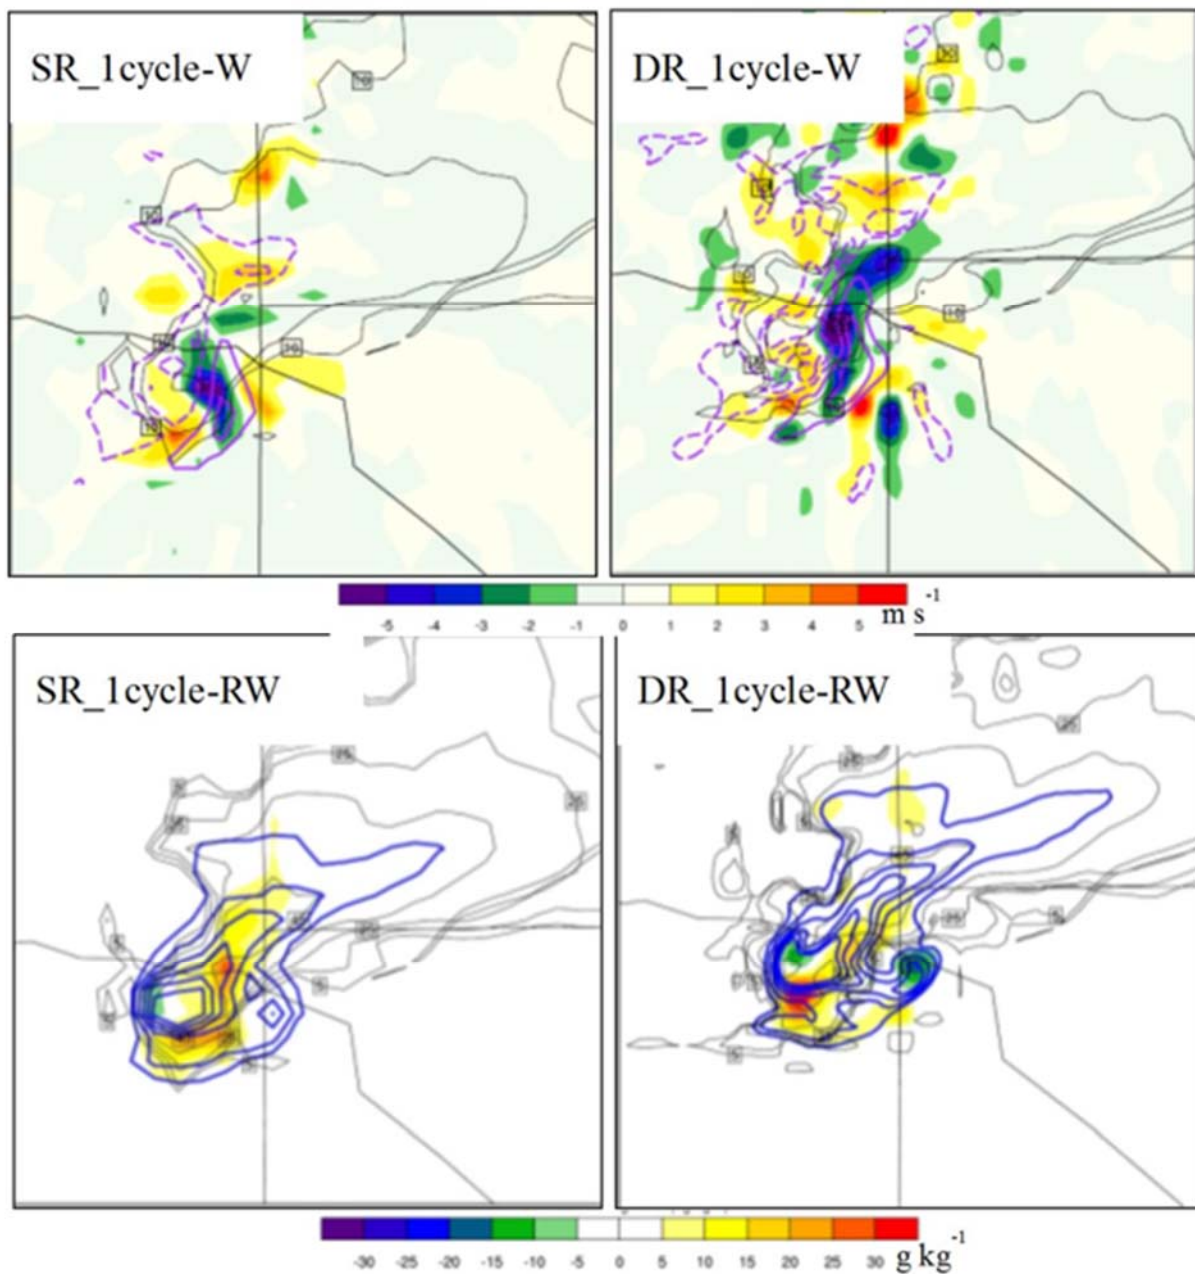 SR_1cycle-W
DR_1cycle-W
-5 -4 -3 -2 -1 0 1 2 3 4 5 m s⁻¹
SR_1cycle-RW
DR_1cycle-RW
-30 -25 -20 -15 -10 -5 0 5 10 15 20 25 30 g kg⁻¹